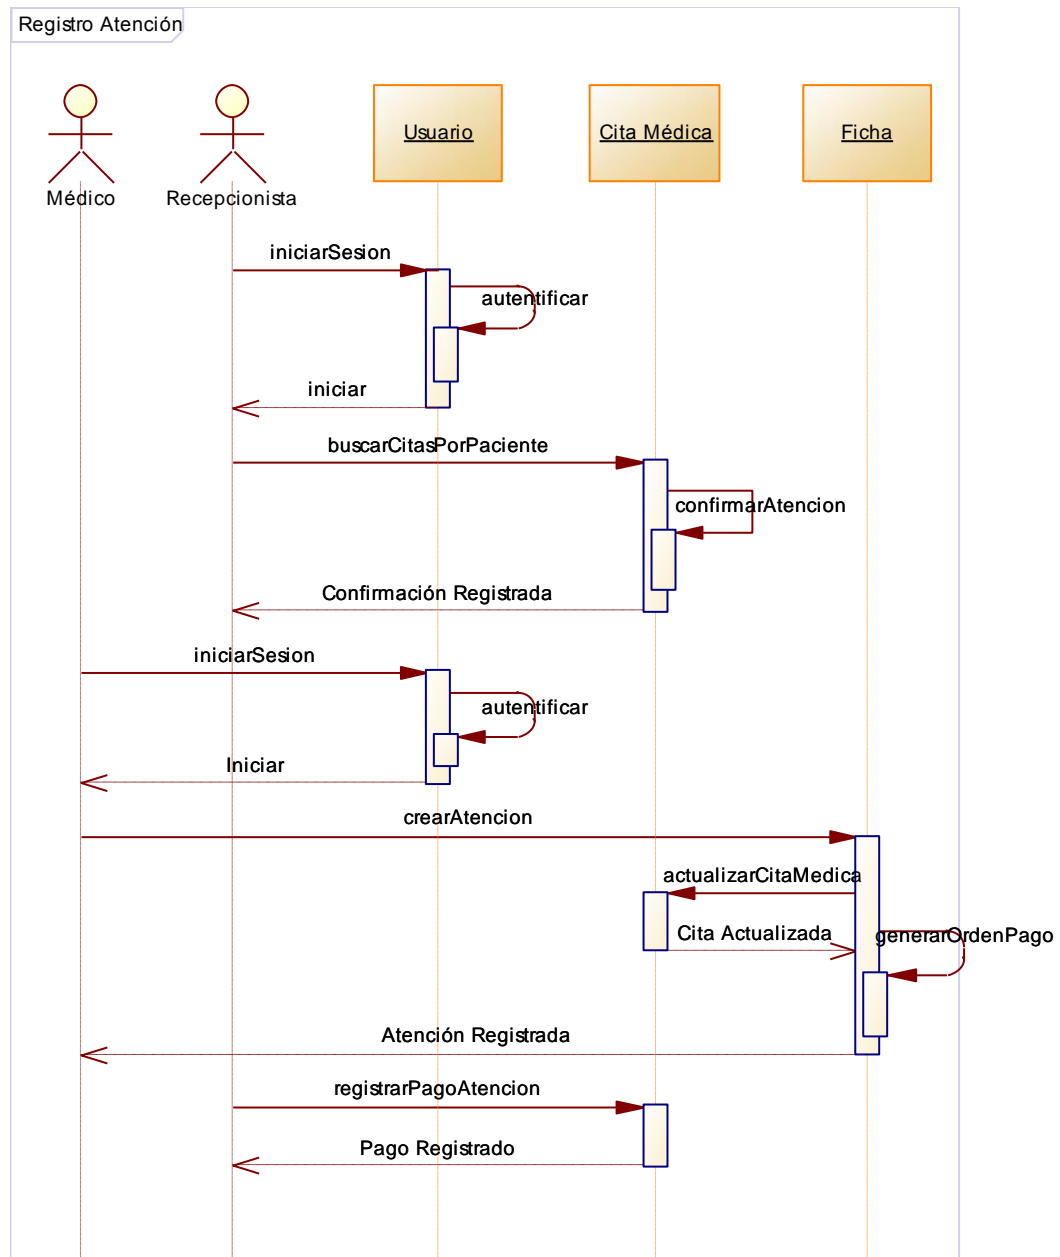 Registro Atención
Usuario
Cita Médica
Ficha
Médico
Recepcionista
iniciarSesion
autentificar
iniciar
buscarCitasPorPaciente
confirmarAtencion
Confirmación Registrada
iniciarSesion
autentificar
Iniciar
crearAtencion
actualizarCitaMedica
Cita Actualizada
generarOrdenPago
Atención Registrada
registrarPagoAtencion
Pago Registrado